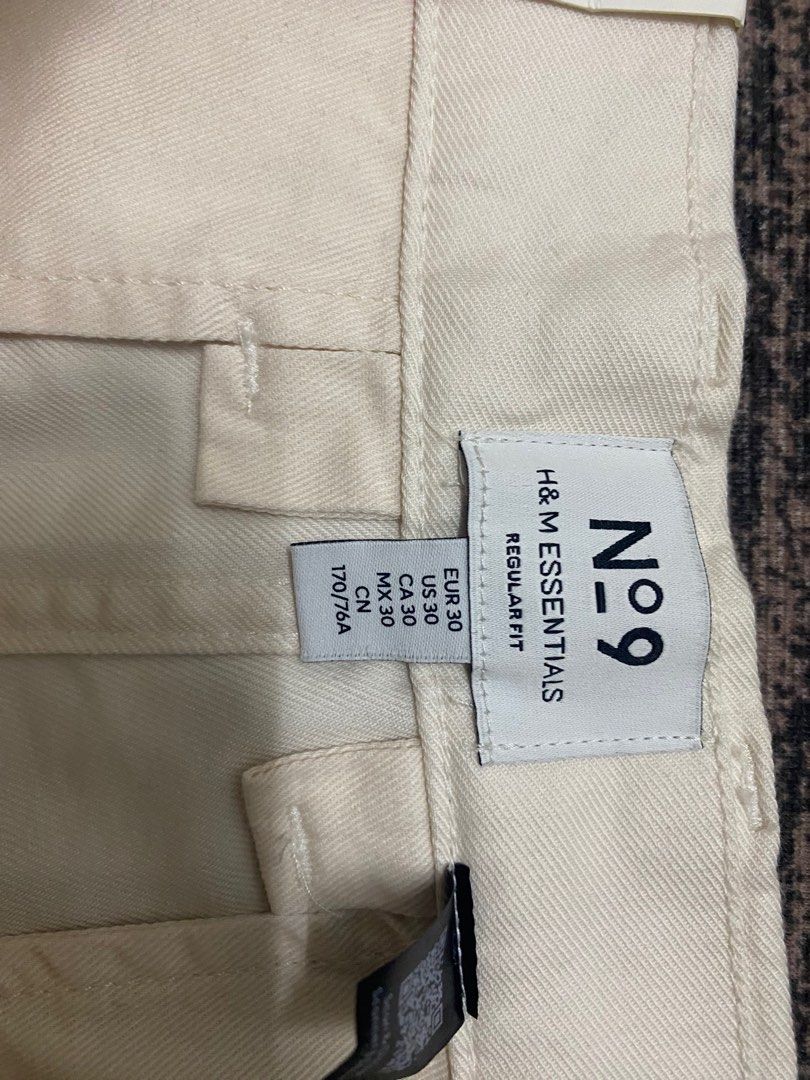 Nº9
H&M ESSENTIALS
REGULAR FIT
EUR 30
US 30
CA 30
MX 30
CN
170/76A